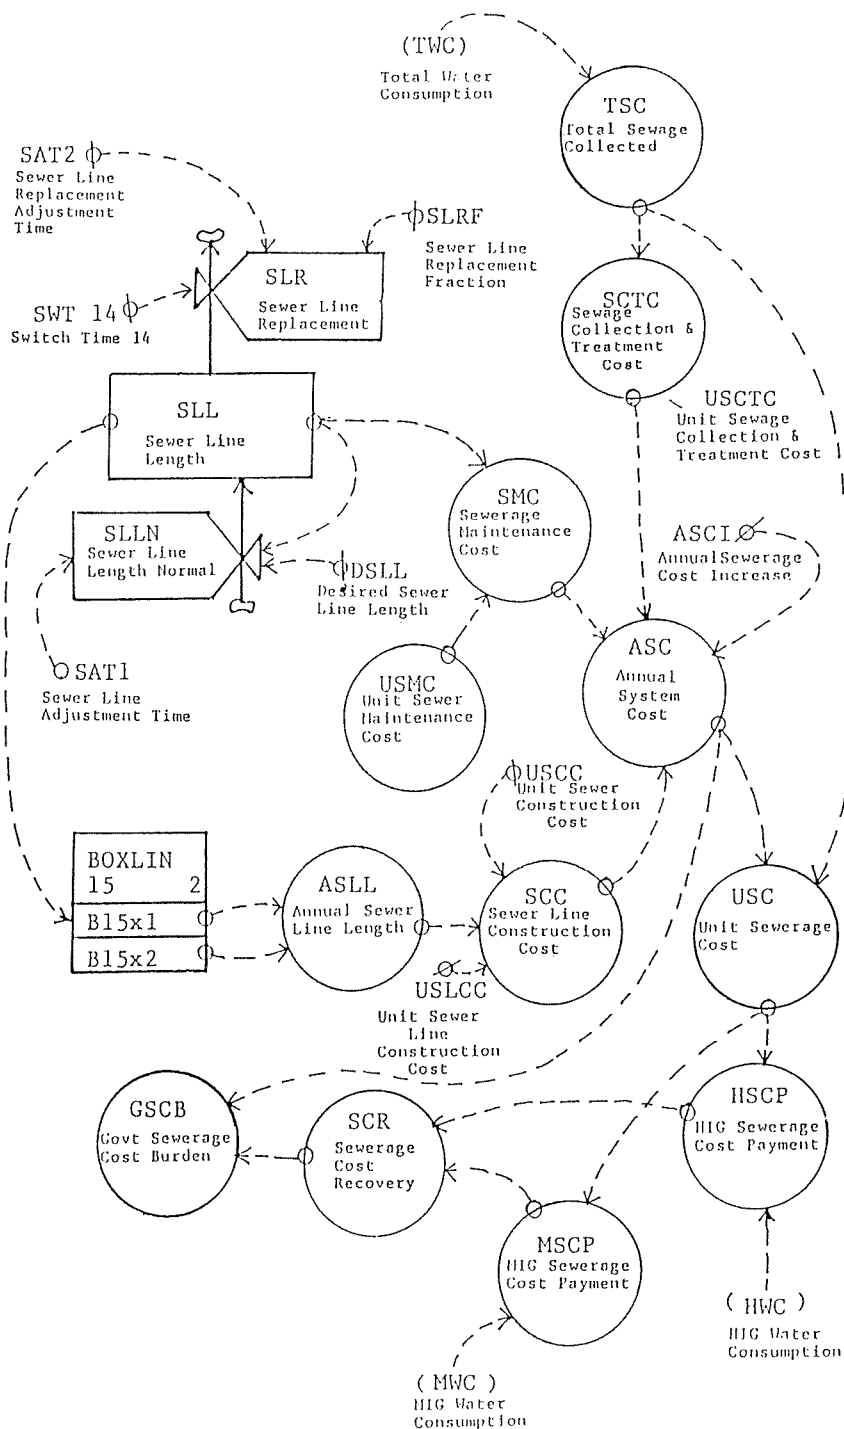 (TWC)
Total Water
Consumption
TSC
Total Sewage
Collected
SAT2
Sewer Line
Replacement
Adjustment
Time
SLRF
Sewer Line
Replacement
Fraction
SLR
Sewer Line
Replacement
SWT 14
Switch Time 14
SCTC
Sewage
Collection &
Treatment
Cost
USCTC
Unit Sewage
Collection &
Treatment Cost
SLL
Sewer Line
Length
SMC
Sewerage
Maintenance
Cost
ASCI
AnnualSewerage
Cost Increase
SLLN
Sewer Line
Length Normal
DSLL
Desired Sewer
Line Length
SAT1
Sewer Line
Adjustment Time
USMC
Unit Sewer
Maintenance
Cost
ASC
Annual
System
Cost
USCC
Unit Sewer
Construction
Cost
BOXLIN
15 2
B15x1
B15x2
ASLL
Annual Sewer
Line Length
SCC
Sewer Line
Construction
Cost
USC
Unit Sewerage
Cost
USLCC
Unit Sewer
Line
Construction
Cost
GSCB
Govt Sewerage
Cost Burden
SCR
Sewerage
Cost
Recovery
HSCP
HIG Sewerage
Cost Payment
MSCP
MIG Sewerage
Cost Payment
(HWC )
HIG Water
Consumption
(MWC )
MIG Water
Consumption